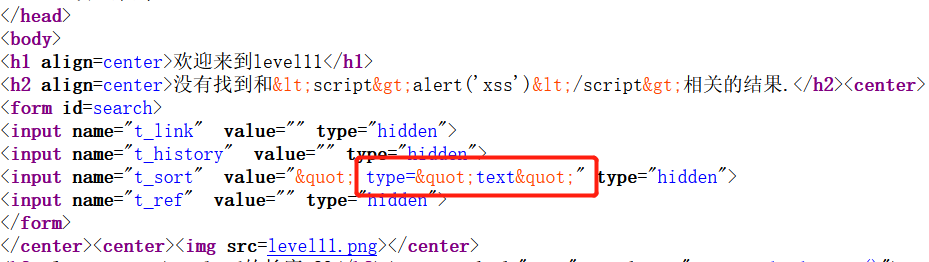 </head>
<body>
<h1 align=center>欢迎来到level11</h1>
<h2 align=center>没有找到和&lt;script&gt;alert('xss')&lt;/script&gt;相关的结果.</h2><center>
<form id=search>
<input name="t_link"  value="" type="hidden">
<input name="t_history"  value="" type="hidden">
<input name="t_sort"  value="&quot; type=&quot;text&quot;" type="hidden">
<input name="t_ref"  value="" type="hidden">
</form>
</center><center><img src=level11.png></center>